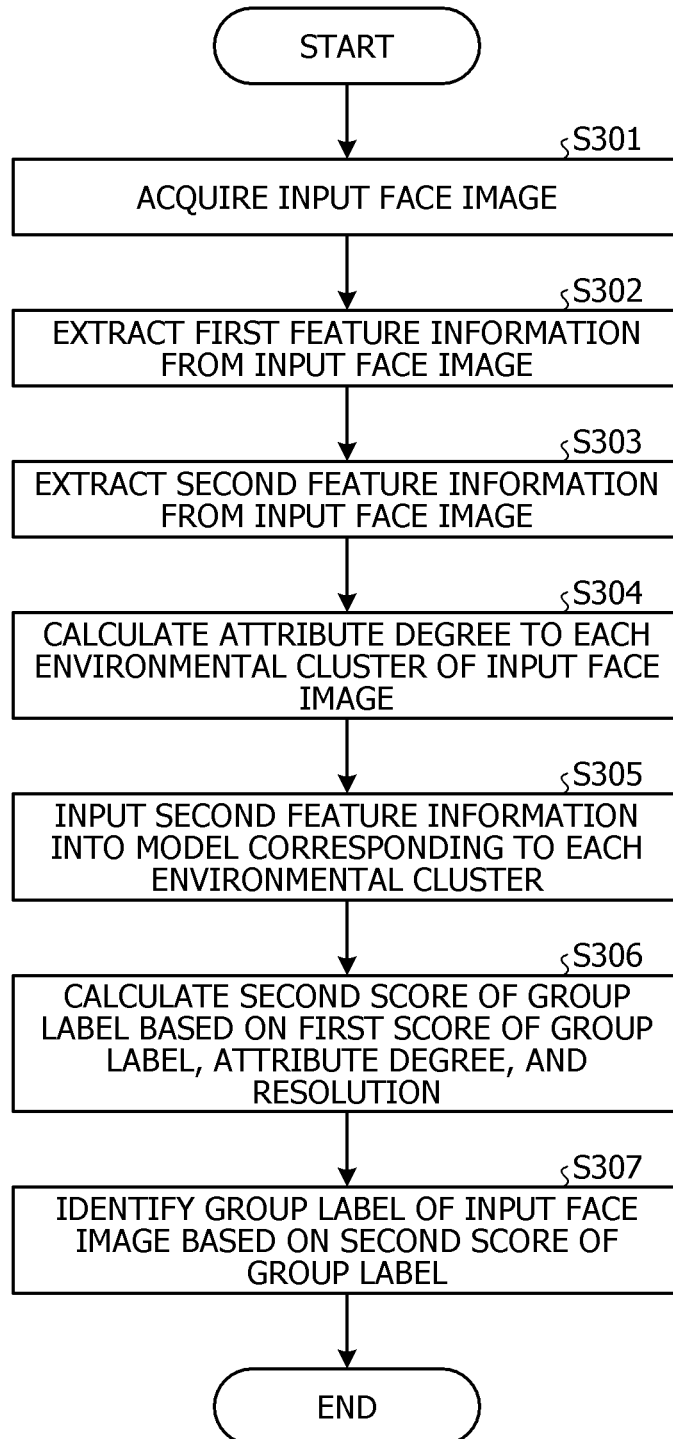 START
S301
ACQUIRE INPUT FACE IMAGE
S302
EXTRACT FIRST FEATURE INFORMATION
FROM INPUT FACE IMAGE
S303
EXTRACT SECOND FEATURE INFORMATION
FROM INPUT FACE IMAGE
S304
CALCULATE ATTRIBUTE DEGREE TO EACH
ENVIRONMENTAL CLUSTER OF INPUT FACE
IMAGE
S305
INPUT SECOND FEATURE INFORMATION
INTO MODEL CORRESPONDING TO EACH
ENVIRONMENTAL CLUSTER
S306
CALCULATE SECOND SCORE OF GROUP
LABEL BASED ON FIRST SCORE OF GROUP
LABEL, ATTRIBUTE DEGREE, AND
RESOLUTION
S307
IDENTIFY GROUP LABEL OF INPUT FACE
IMAGE BASED ON SECOND SCORE OF
GROUP LABEL
END